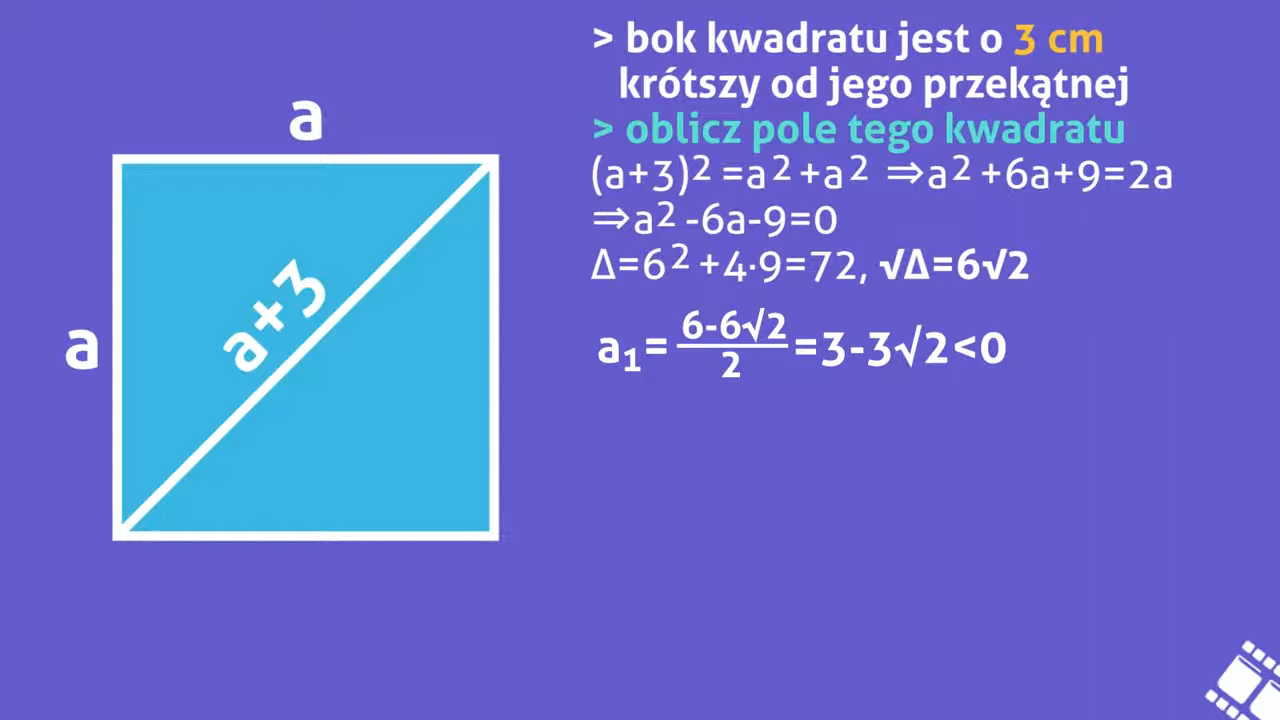 > bok kwadratu jest o 3 cm
krótszy od jego przekątnej
> oblicz pole tego kwadratu
(a+3)² =a²+a² ⇒a²+6a+9=2a
⇒a²-6a-9=0
Δ=6²+4·9=72, √Δ=6√2
a₁= 6-6√2
2
=3-3√2<0
a
a
a+3